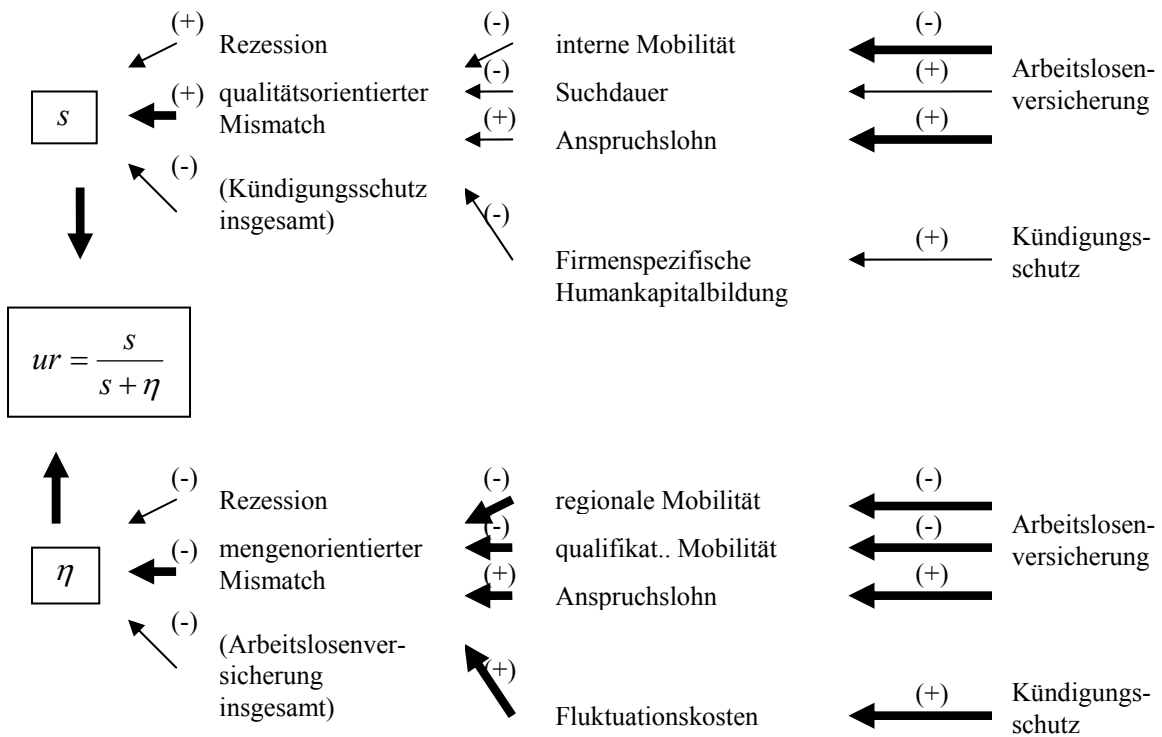 (+)
Rezession
(-)
interne Mobilität
(-)
(+)
qualitätsorientierter
Mismatch
(-)
Suchdauer
(+)
Arbeitslosen-
versicherung
s
(+)
Anspruchslohn
(+)
(-)
(Kündigungsschutz
insgesamt)
(-)
Firmenspezifische
Humankapitalbildung
(+)
Kündigungs-
schutz
ur = s / (s + η)
(-)
Rezession
(-)
regionale Mobilität
(-)
(-)
mengenorientierter
Mismatch
(-)
qualifikat.. Mobilität
(-)
Arbeitslosen-
versicherung
η
(+)
Anspruchslohn
(+)
(-)
(Arbeitslosenver-
sicherung
insgesamt)
(+)
Fluktuationskosten
(+)
Kündigungs-
schutz